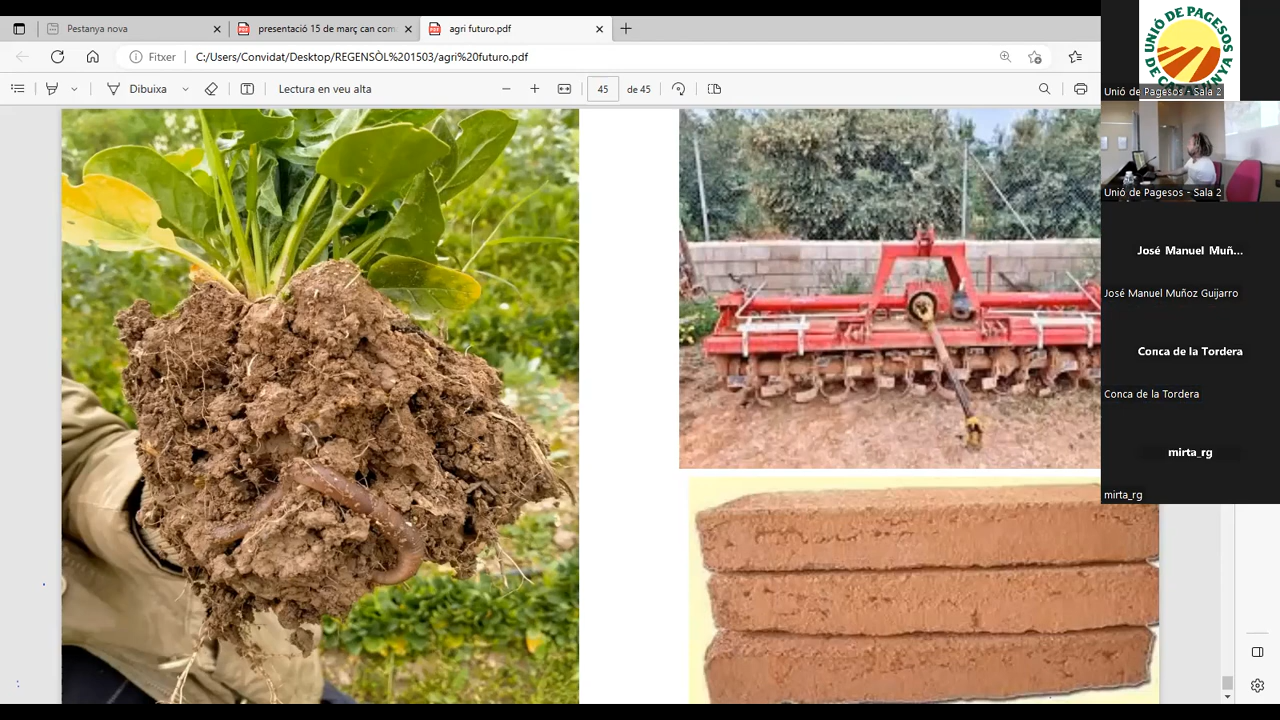 Pestanya nova
presentació 15 de març can com
agri futuro.pdf
Fitxer
C:/Users/Convidat/Desktop/REGENSÒL%201503/agri%20futuro.pdf
Dibuixa
Lectura en veu alta
45
de 45
UNIÓ DE PAGESOS
DE CATALUNYA
Unió de Pagesos - Sala 2
Unió de Pagesos - Sala 2
José Manuel Muñ...
José Manuel Muñoz Guijarro
Conca de la Tordera
Conca de la Tordera
mirta_rg
mirta_rg